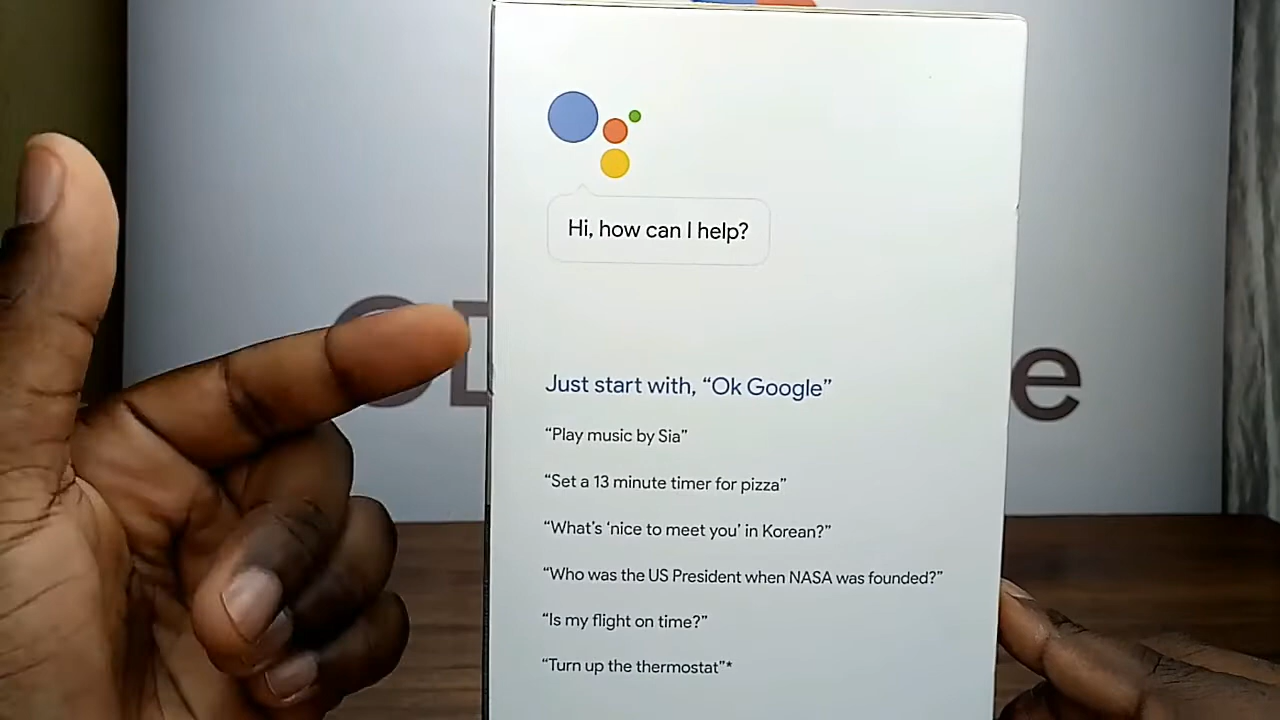 Hi, how can I help?
Just start with, “Ok Google”
“Play music by Sia”
“Set a 13 minute timer for pizza”
“What's ‘nice to meet you’ in Korean?”
“Who was the US President when NASA was founded?”
“Is my flight on time?”
“Turn up the thermostat”*